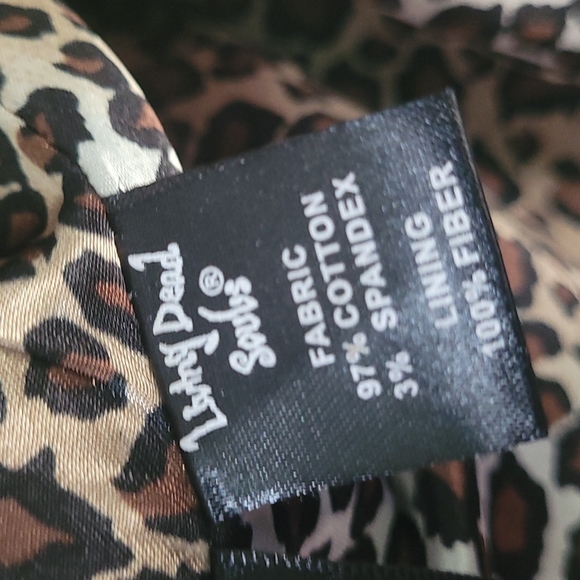 Living Dead
Souls®
FABRIC
97% COTTON
3% SPANDEX
LINING
100% FIBER